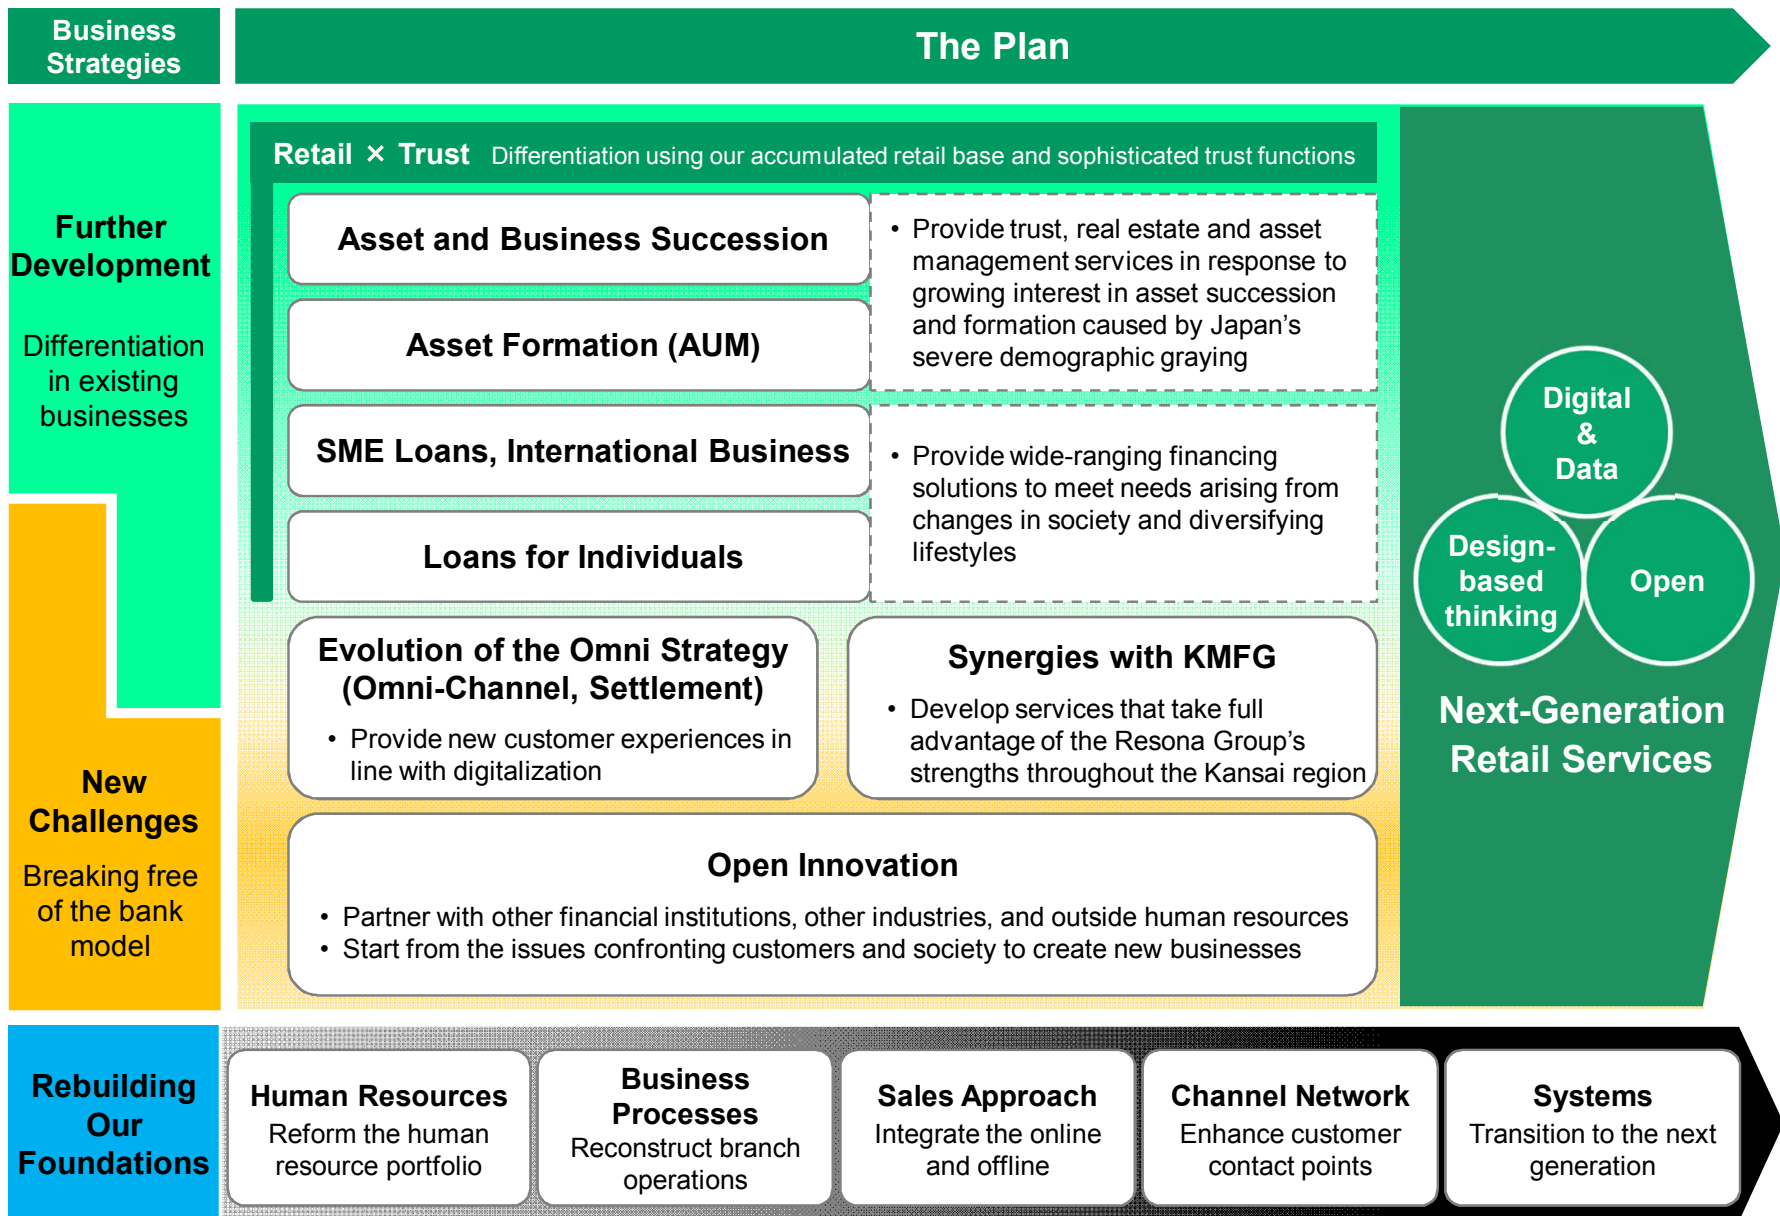 Business
Strategies
The Plan
Further
Development
Differentiation
in existing
businesses
Retail × Trust Differentiation using our accumulated retail base and sophisticated trust functions
Asset and Business Succession
Asset Formation (AUM)
• Provide trust, real estate and asset
management services in response to
growing interest in asset succession
and formation caused by Japan's
severe demographic graying
SME Loans, International Business
Loans for Individuals
• Provide wide-ranging financing
solutions to meet needs arising from
changes in society and diversifying
lifestyles
New
Challenges
Breaking free
of the bank
model
Evolution of the Omni Strategy
(Omni-Channel, Settlement)
• Provide new customer experiences in
line with digitalization
Synergies with KMFG
• Develop services that take full
advantage of the Resona Group's
strengths throughout the Kansai region
Open Innovation
• Partner with other financial institutions, other industries, and outside human resources
• Start from the issues confronting customers and society to create new businesses
Digital
&
Data
Design-
based
thinking
Open
Next-Generation
Retail Services
Rebuilding
Our
Foundations
Human Resources
Reform the human
resource portfolio
Business
Processes
Reconstruct branch
operations
Sales Approach
Integrate the online
and offline
Channel Network
Enhance customer
contact points
Systems
Transition to the next
generation